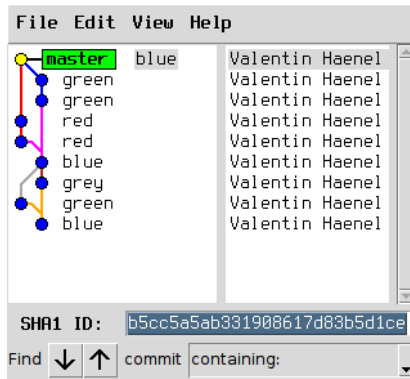 File Edit View Help
master blue Valentin Haenel
green Valentin Haenel
green Valentin Haenel
red Valentin Haenel
red Valentin Haenel
blue Valentin Haenel
grey Valentin Haenel
green Valentin Haenel
blue Valentin Haenel
SHA1 ID: b5cc5a5ab331908617d83b5d1ce
Find commit containing: